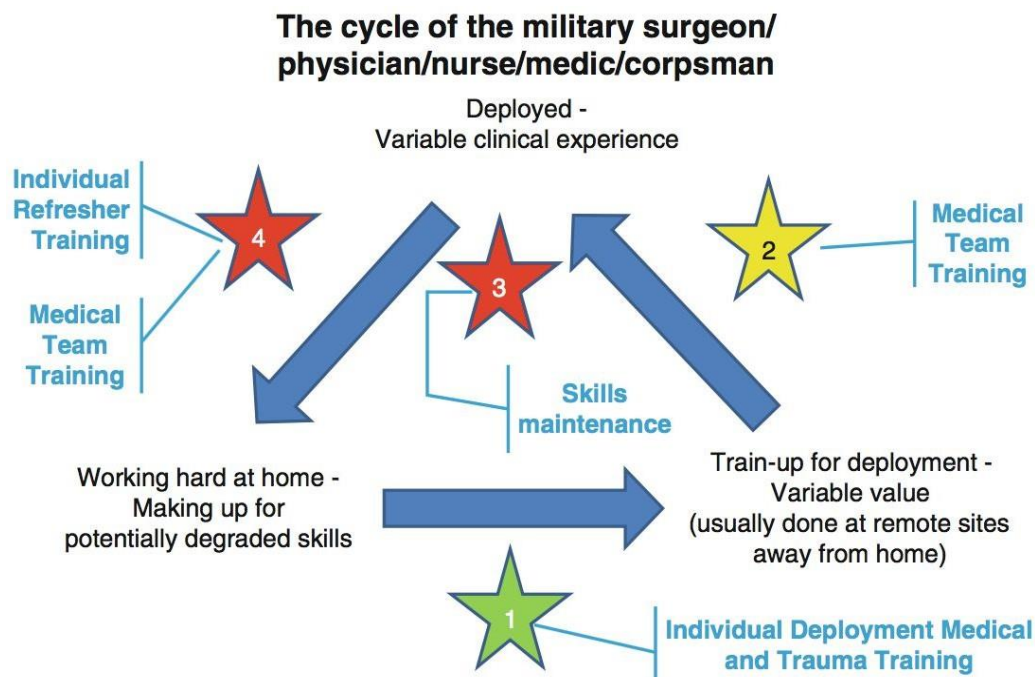 The cycle of the military surgeon/
physician/nurse/medic/corpsman
Deployed -
Variable clinical experience
Individual
Refresher
Training
4
Medical
Team
Training
3
Skills
maintenance
2
Medical
Team
Training
Working hard at home -
Making up for
potentially degraded skills
Train-up for deployment -
Variable value
(usually done at remote sites
away from home)
1
Individual Deployment Medical
and Trauma Training